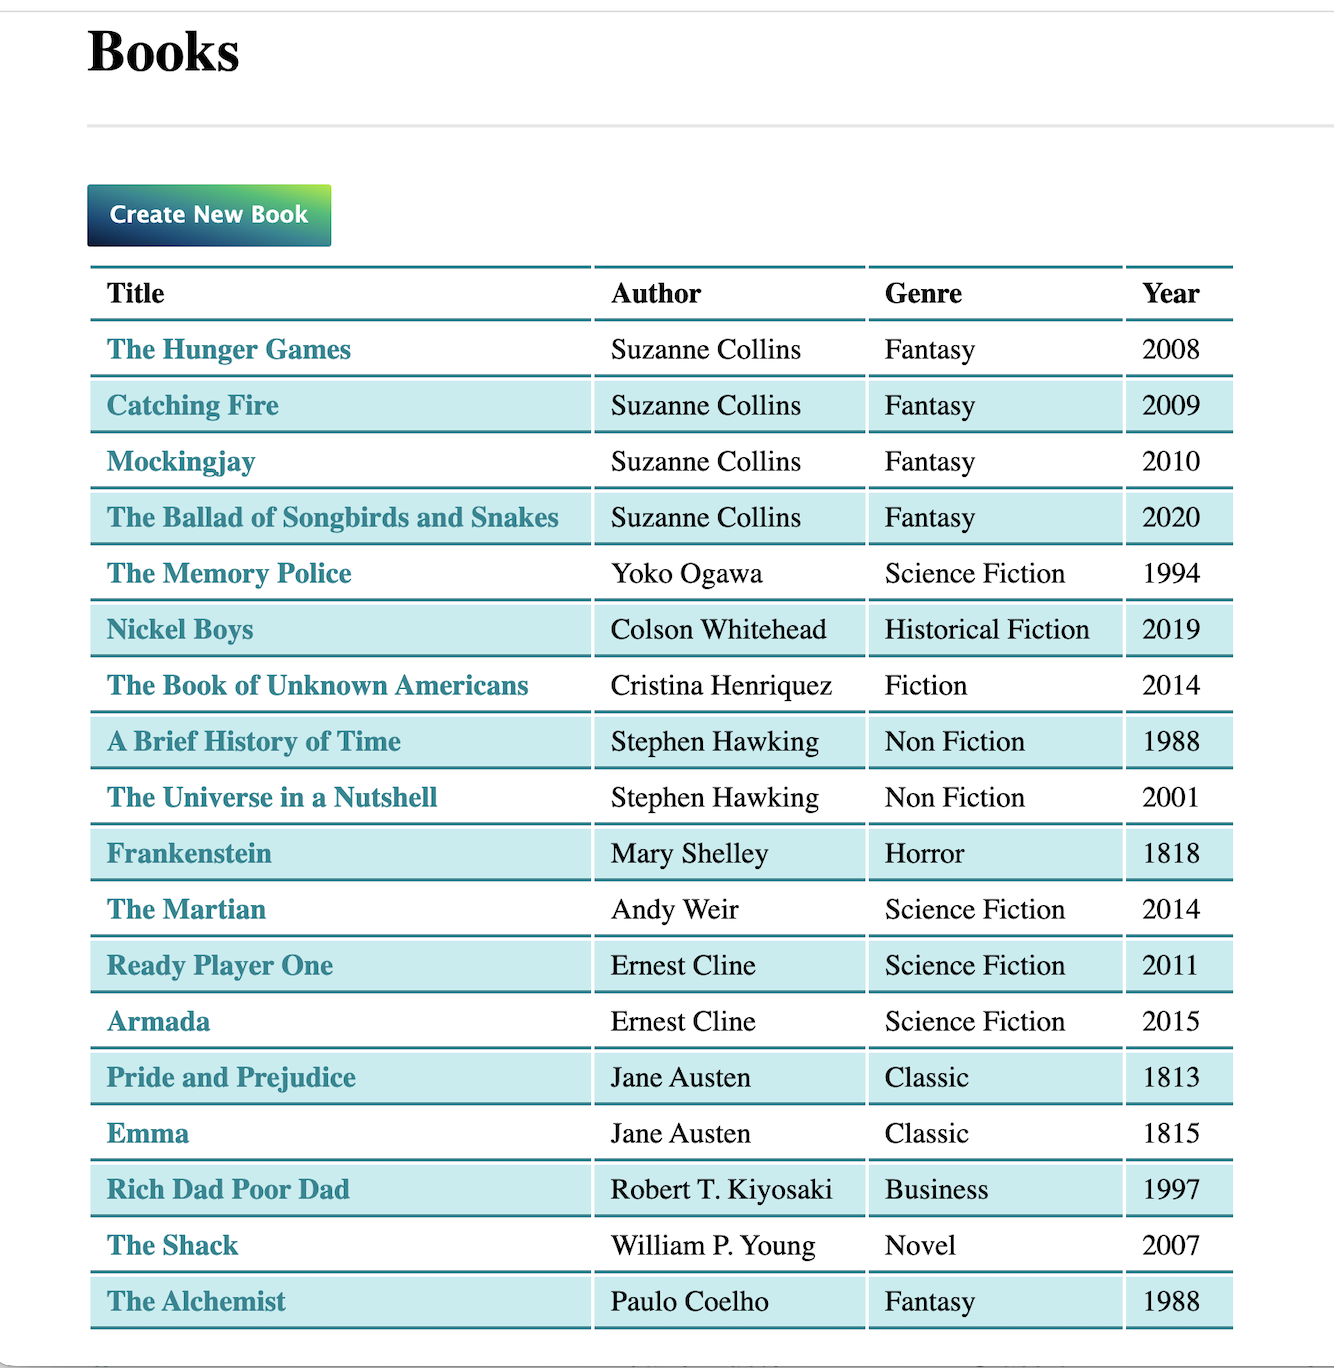 Books
Create New Book
Title Author Genre Year
The Hunger Games Suzanne Collins Fantasy 2008
Catching Fire Suzanne Collins Fantasy 2009
Mockingjay Suzanne Collins Fantasy 2010
The Ballad of Songbirds and Snakes Suzanne Collins Fantasy 2020
The Memory Police Yoko Ogawa Science Fiction 1994
Nickel Boys Colson Whitehead Historical Fiction 2019
The Book of Unknown Americans Cristina Henriquez Fiction 2014
A Brief History of Time Stephen Hawking Non Fiction 1988
The Universe in a Nutshell Stephen Hawking Non Fiction 2001
Frankenstein Mary Shelley Horror 1818
The Martian Andy Weir Science Fiction 2014
Ready Player One Ernest Cline Science Fiction 2011
Armada Ernest Cline Science Fiction 2015
Pride and Prejudice Jane Austen Classic 1813
Emma Jane Austen Classic 1815
Rich Dad Poor Dad Robert T. Kiyosaki Business 1997
The Shack William P. Young Novel 2007
The Alchemist Paulo Coelho Fantasy 1988